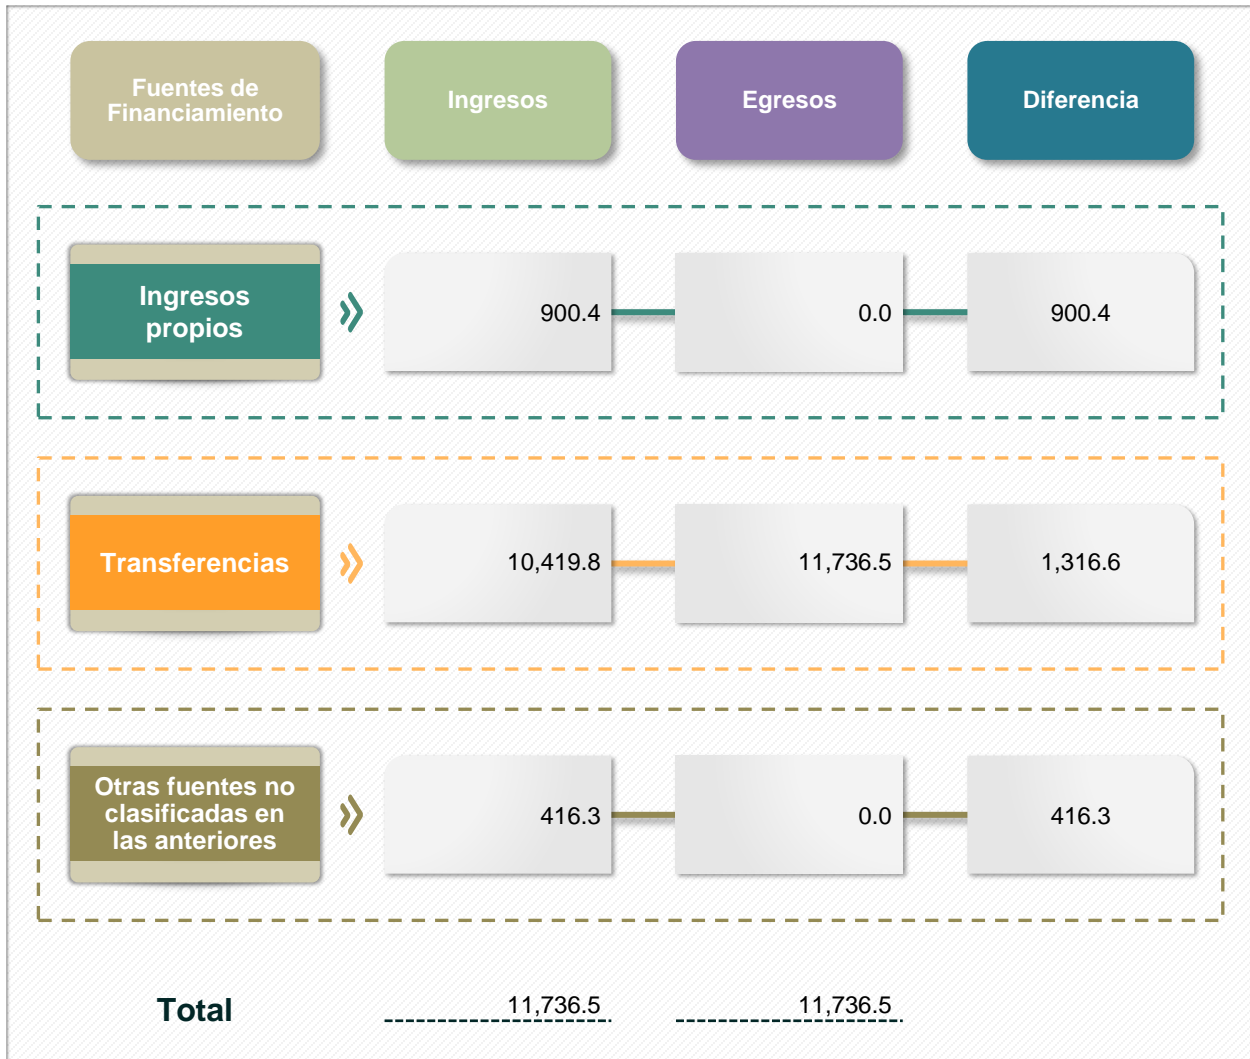 Fuentes de
Financiamiento
Ingresos
Egresos
Diferencia
Ingresos
propios
900.4
0.0
900.4
Transferencias
10,419.8
11,736.5
1,316.6
Otras fuentes no
clasificadas en
las anteriores
416.3
0.0
416.3
Total
11,736.5
11,736.5